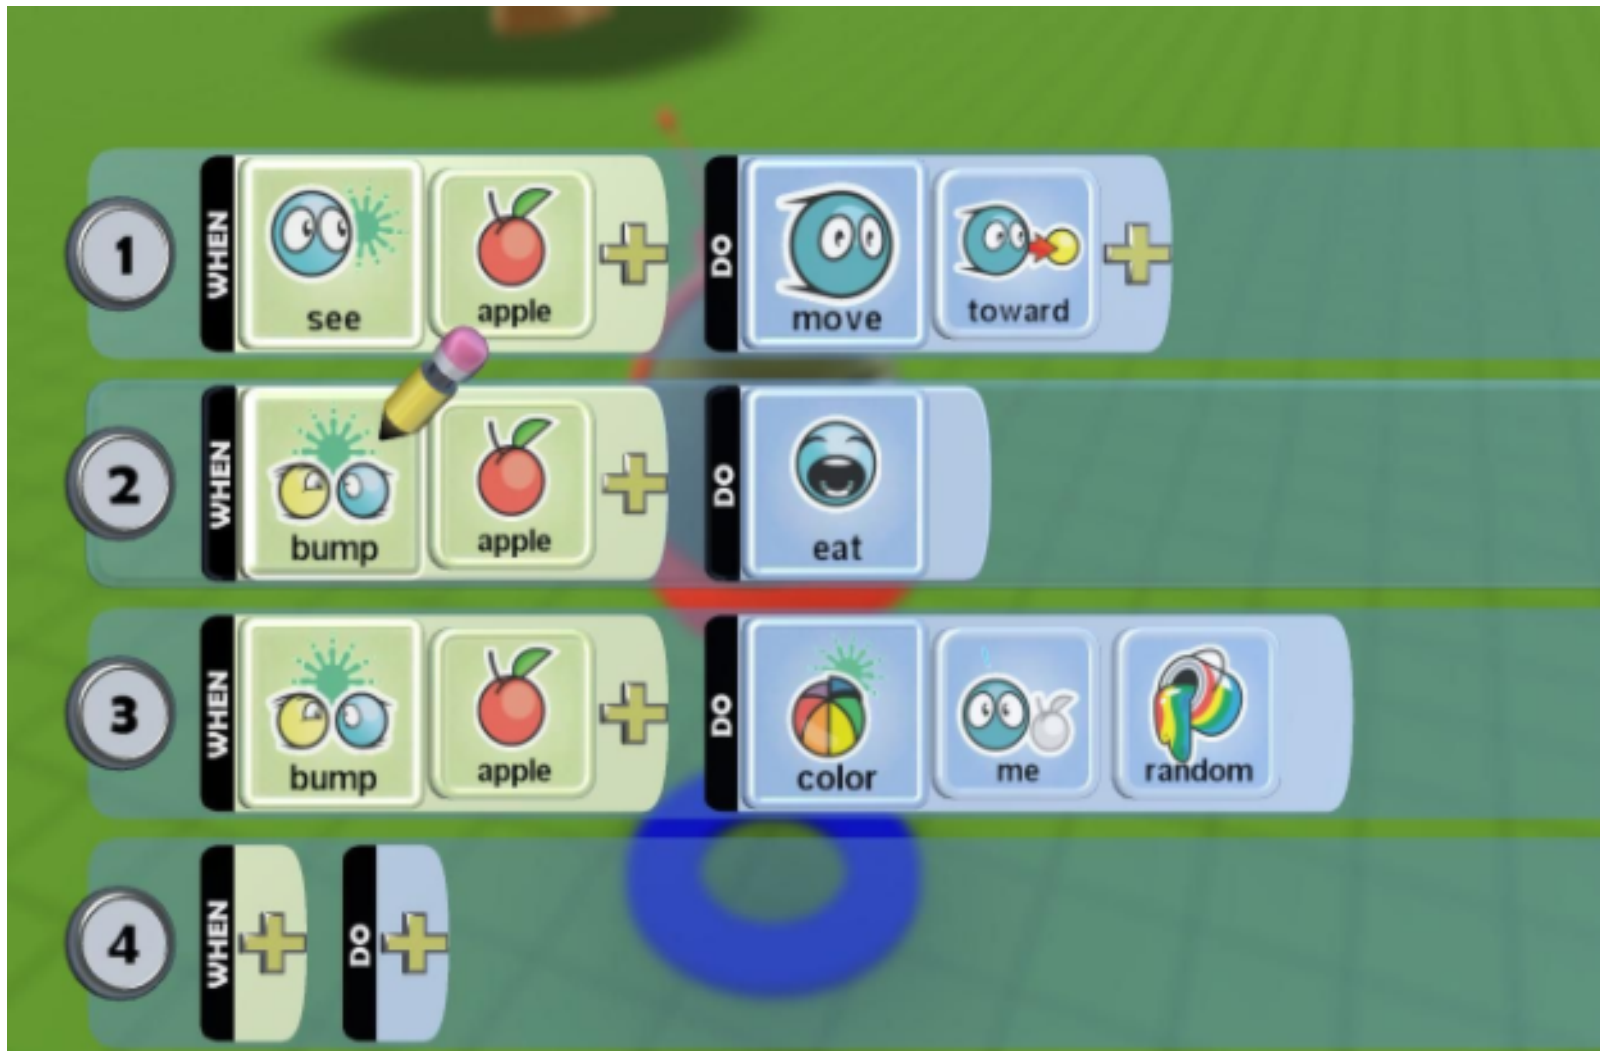 1 WHEN see apple DO move toward
2 WHEN bump apple DO eat
3 WHEN bump apple DO color me random
4 WHEN DO